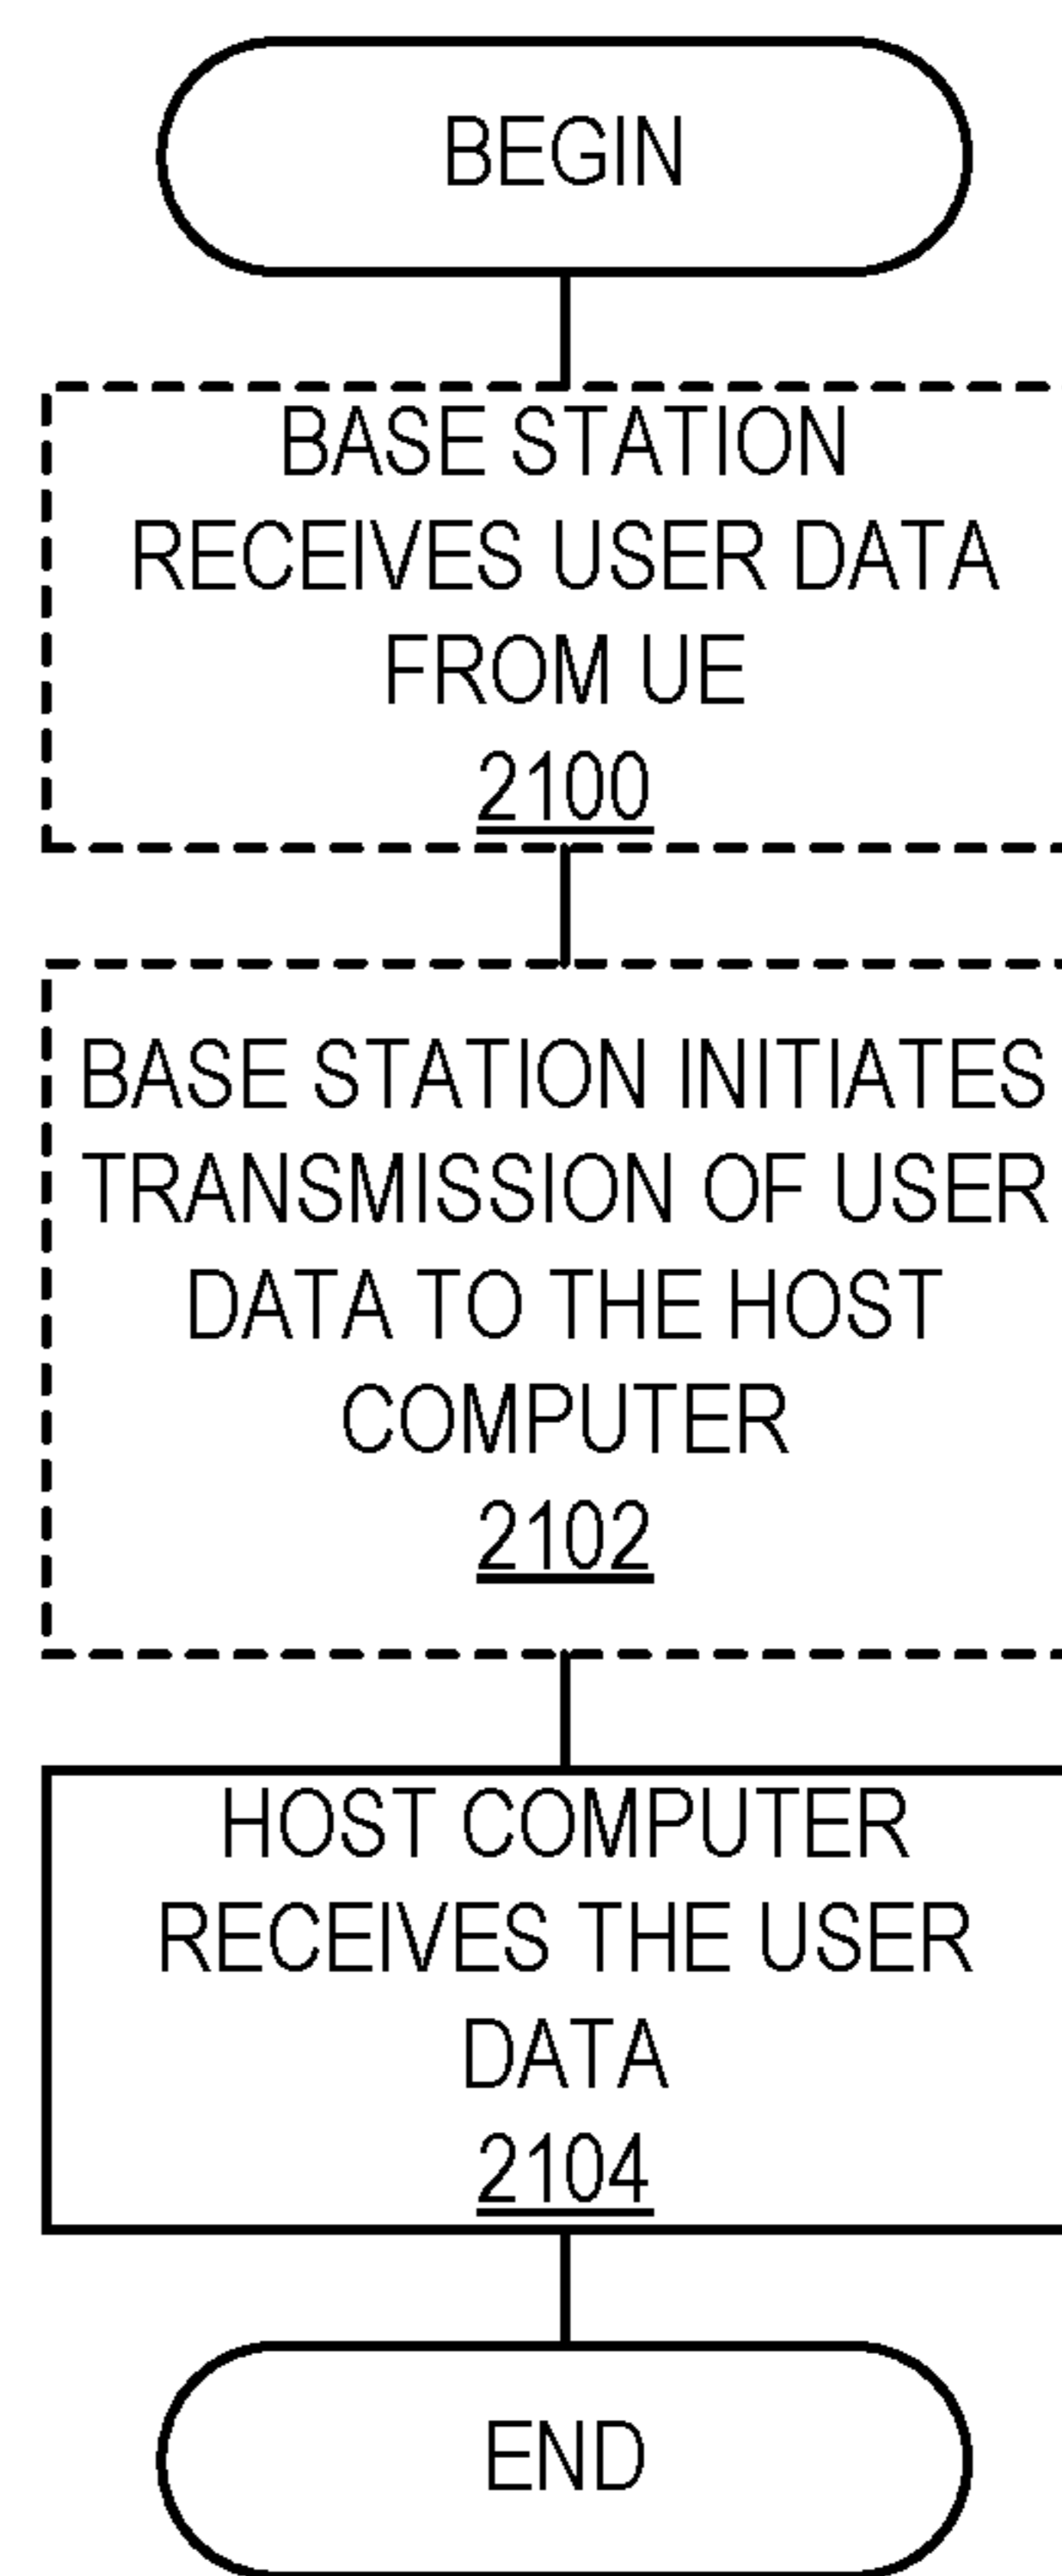 BEGIN
BASE STATION
RECEIVES USER DATA
FROM UE
2100
BASE STATION INITIATES
TRANSMISSION OF USER
DATA TO THE HOST
COMPUTER
2102
HOST COMPUTER
RECEIVES THE USER
DATA
2104
END